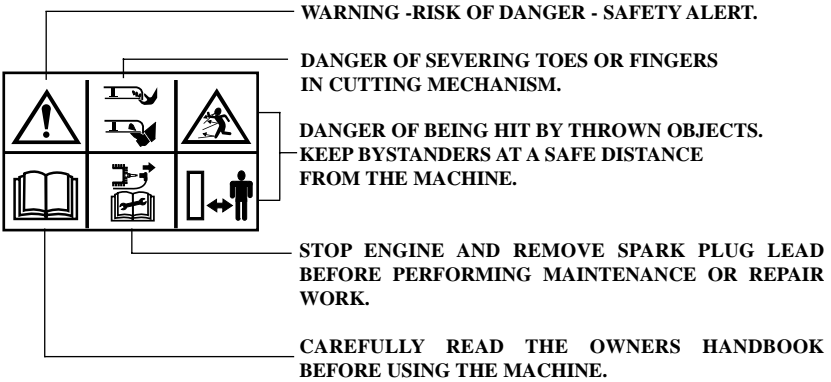 WARNING -RISK OF DANGER - SAFETY ALERT.
DANGER OF SEVERING TOES OR FINGERS
IN CUTTING MECHANISM.
DANGER OF BEING HIT BY THROWN OBJECTS.
KEEP BYSTANDERS AT A SAFE DISTANCE
FROM THE MACHINE.
STOP ENGINE AND REMOVE SPARK PLUG LEAD
BEFORE PERFORMING MAINTENANCE OR REPAIR
WORK.
CAREFULLY READ THE OWNERS HANDBOOK
BEFORE USING THE MACHINE.